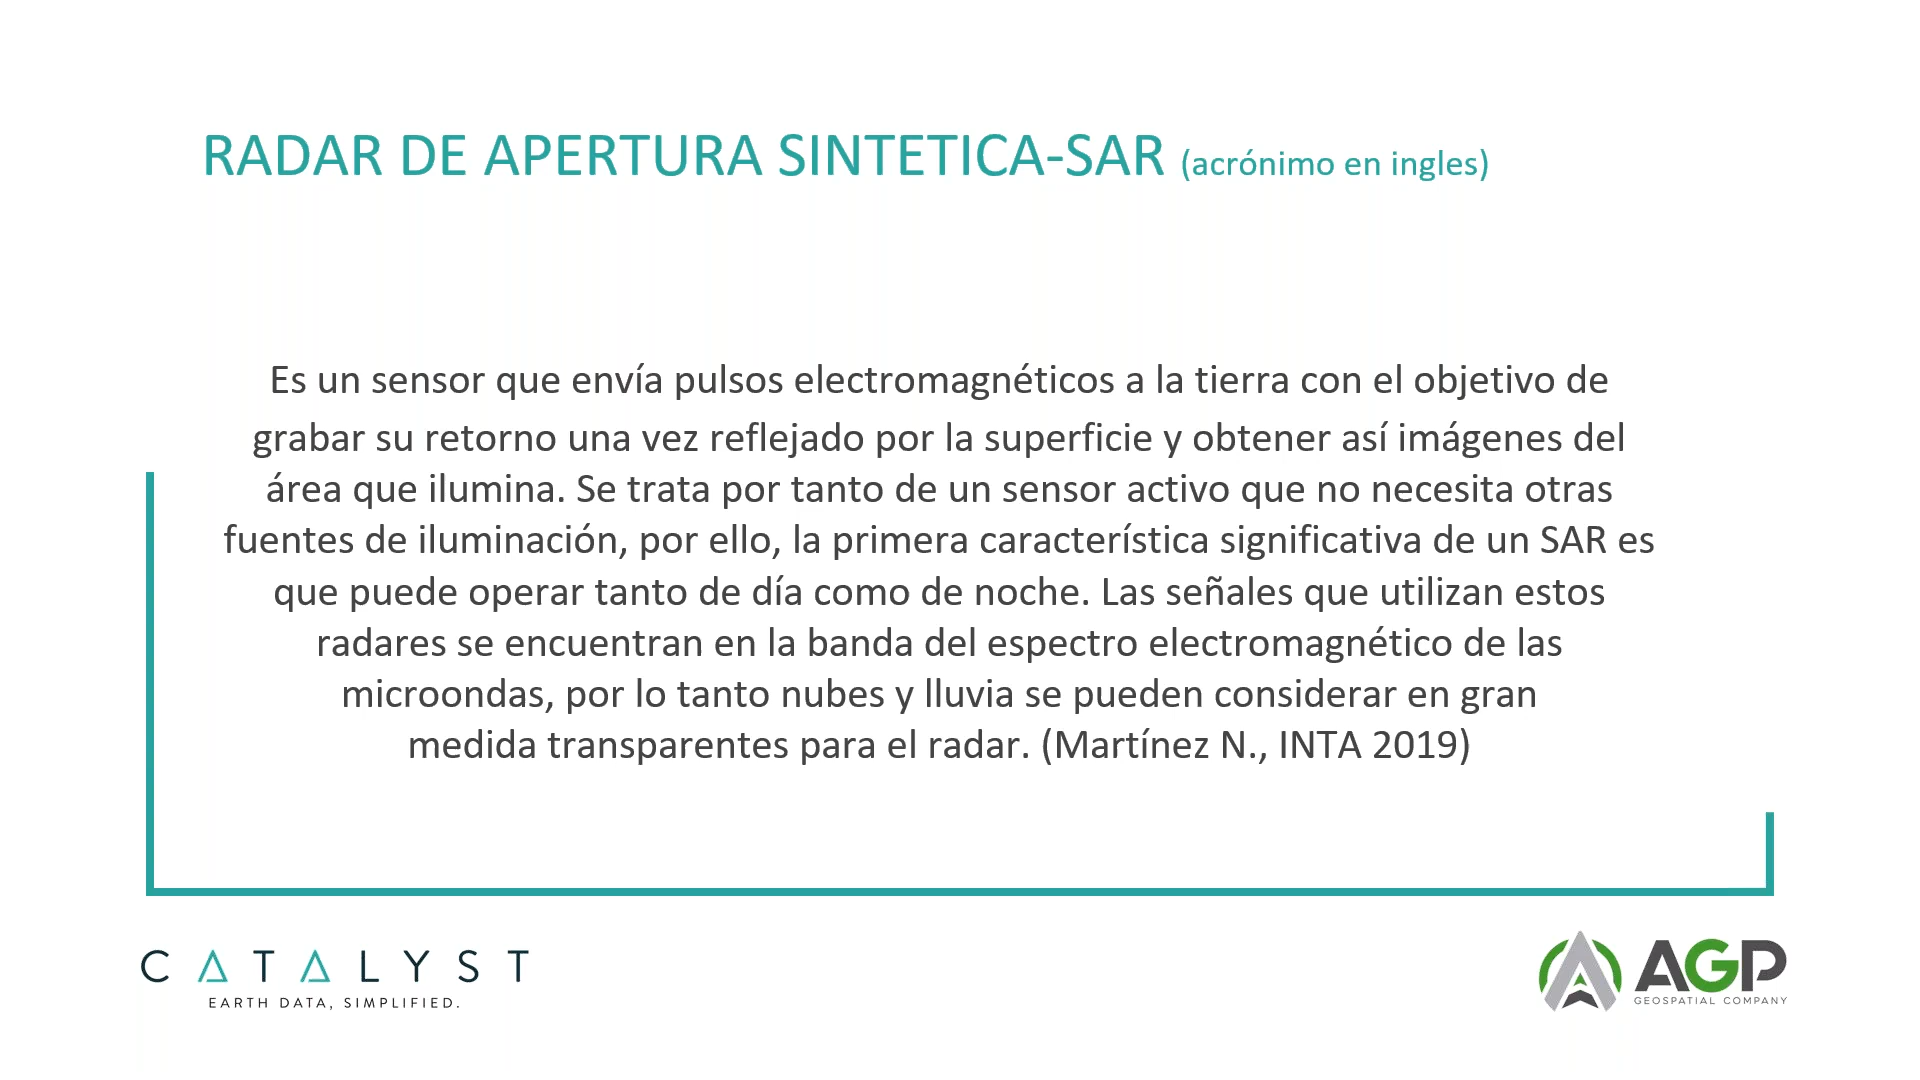 RADAR DE APERTURA SINTETICA-SAR (acrónimo en ingles)
Es un sensor que envía pulsos electromagnéticos a la tierra con el objetivo de
grabar su retorno una vez reflejado por la superficie y obtener así imágenes del
área que ilumina. Se trata por tanto de un sensor activo que no necesita otras
fuentes de iluminación, por ello, la primera característica significativa de un SAR es
que puede operar tanto de día como de noche. Las señales que utilizan estos
radares se encuentran en la banda del espectro electromagnético de las
microondas, por lo tanto nubes y lluvia se pueden considerar en gran
medida transparentes para el radar. (Martínez N., INTA 2019)
CATALYST
EARTH DATA, SIMPLIFIED.
AGP
GEOSPATIAL COMPANY